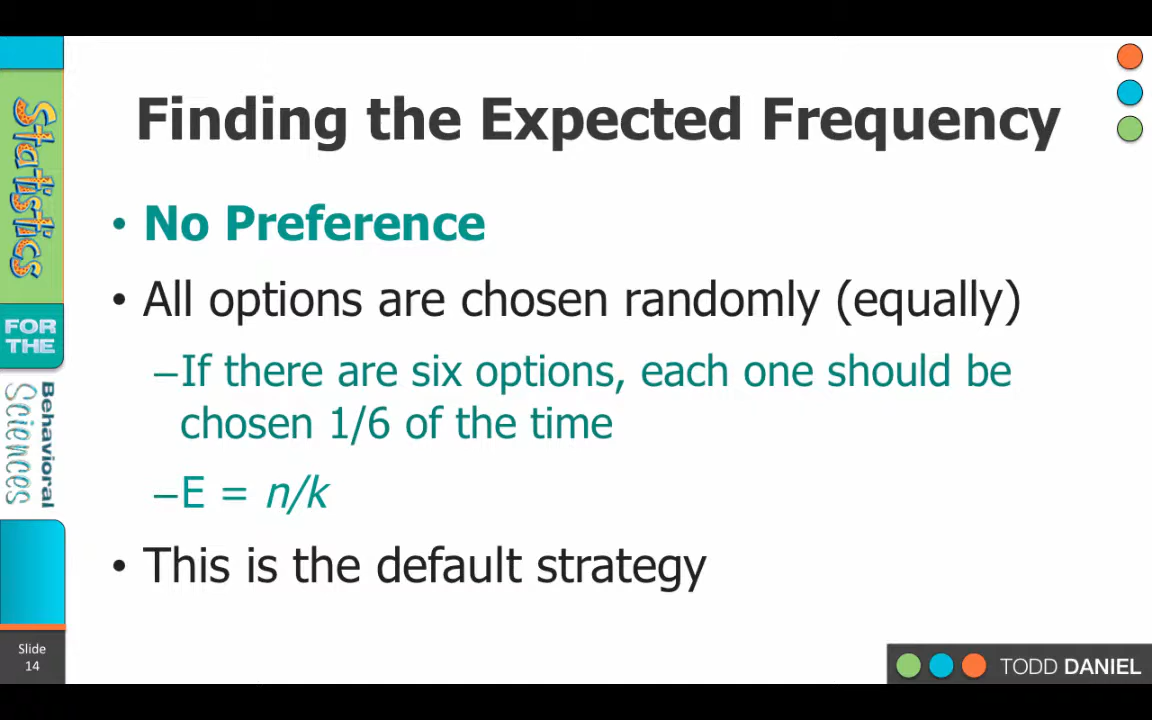 Finding the Expected Frequency
• No Preference
• All options are chosen randomly (equally)
–If there are six options, each one should be
chosen 1/6 of the time
–E = n/k
• This is the default strategy
Statistics
FOR
THE
Behavioral
Sciences
Slide
14
TODD DANIEL